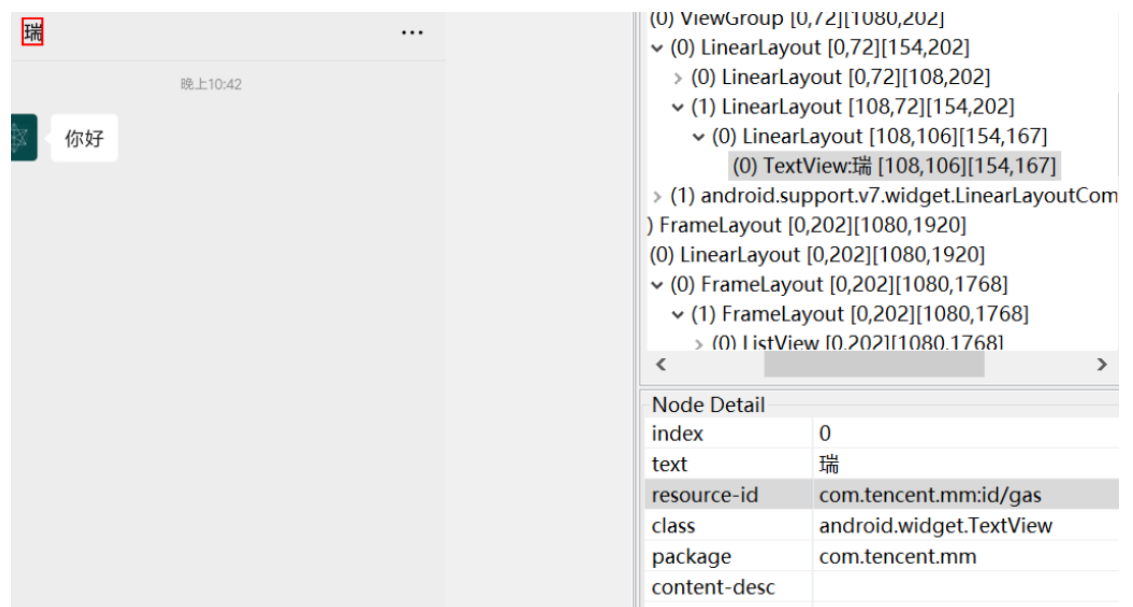 瑞
...
晚上10:42
你好
(0) ViewGroup [0,72][1080,202]
(0) LinearLayout [0,72][154,202]
(0) LinearLayout [0,72][108,202]
(1) LinearLayout [108,72][154,202]
(0) LinearLayout [108,106][154,167]
(0) TextView:瑞 [108,106][154,167]
(1) android.support.v7.widget.LinearLayoutCom
) FrameLayout [0,202][1080,1920]
(0) LinearLayout [0,202][1080,1920]
(0) FrameLayout [0,202][1080,1768]
(1) FrameLayout [0,202][1080,1768]
(0) ListView [0,202][1080,1768]
Node Detail
index 0
text 瑞
resource-id com.tencent.mm:id/gas
class android.widget.TextView
package com.tencent.mm
content-desc